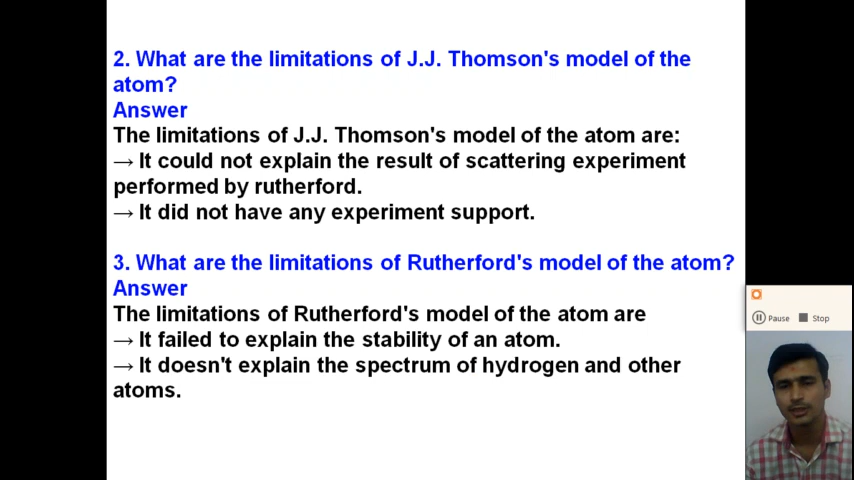 2. What are the limitations of J.J. Thomson's model of the
atom?
Answer
The limitations of J.J. Thomson's model of the atom are:
→ It could not explain the result of scattering experiment
performed by rutherford.
→ It did not have any experiment support.
3. What are the limitations of Rutherford's model of the atom?
Answer
The limitations of Rutherford's model of the atom are
→ It failed to explain the stability of an atom.
→ It doesn't explain the spectrum of hydrogen and other
atoms.
Pause Stop